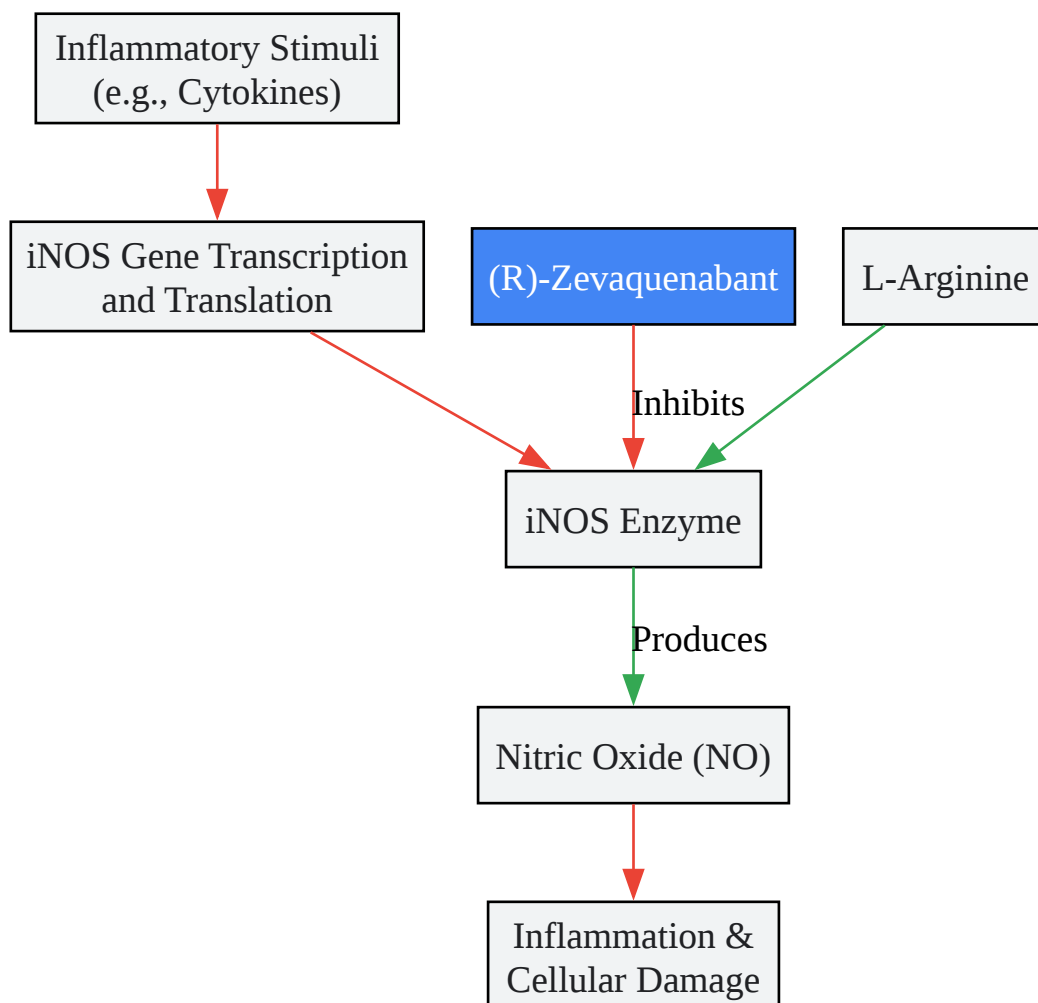 Inflammatory Stimuli
(e.g., Cytokines)
iNOS Gene Transcription
and Translation
(R)-Zevaquenabant
L-Arginine
Inhibits
iNOS Enzyme
Produces
Nitric Oxide (NO)
Inflammation &
Cellular Damage